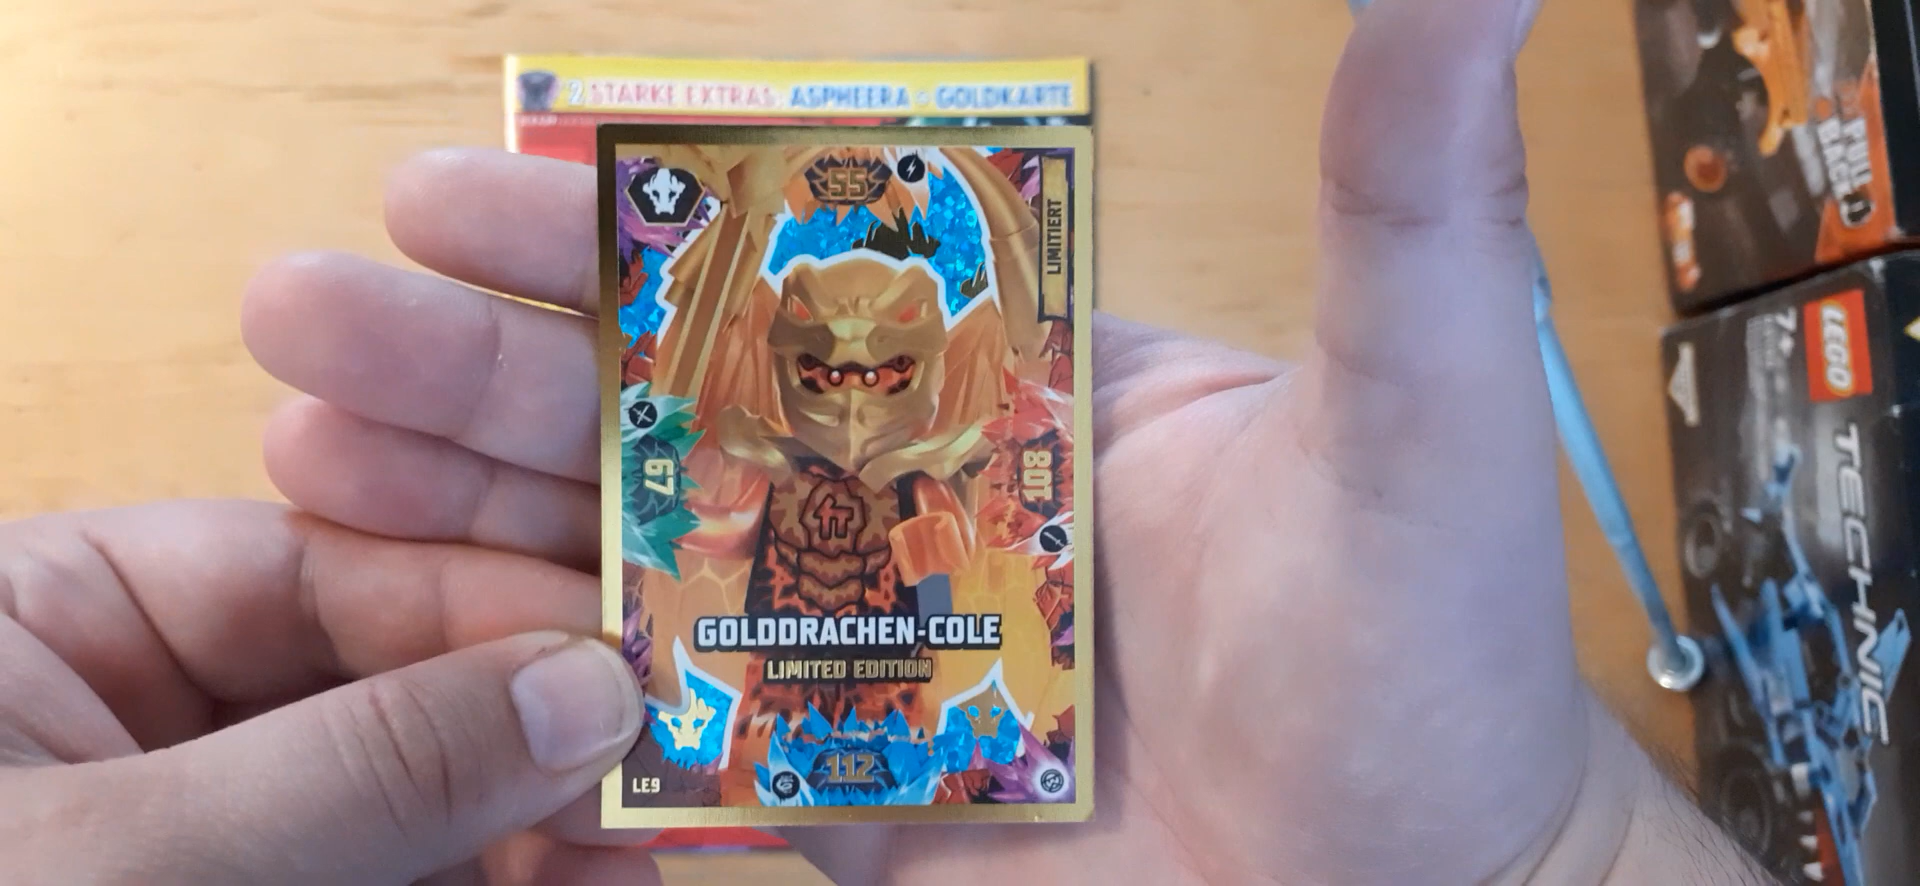 2 STARKE EXTRAS: ASPHEERA + GOLDKARTE
55
LIMITIERT
67
108
GOLDDRACHEN-COLE
LIMITED EDITION
112
LE9
PULL
BACK
LEGO
7+
TECHNIC